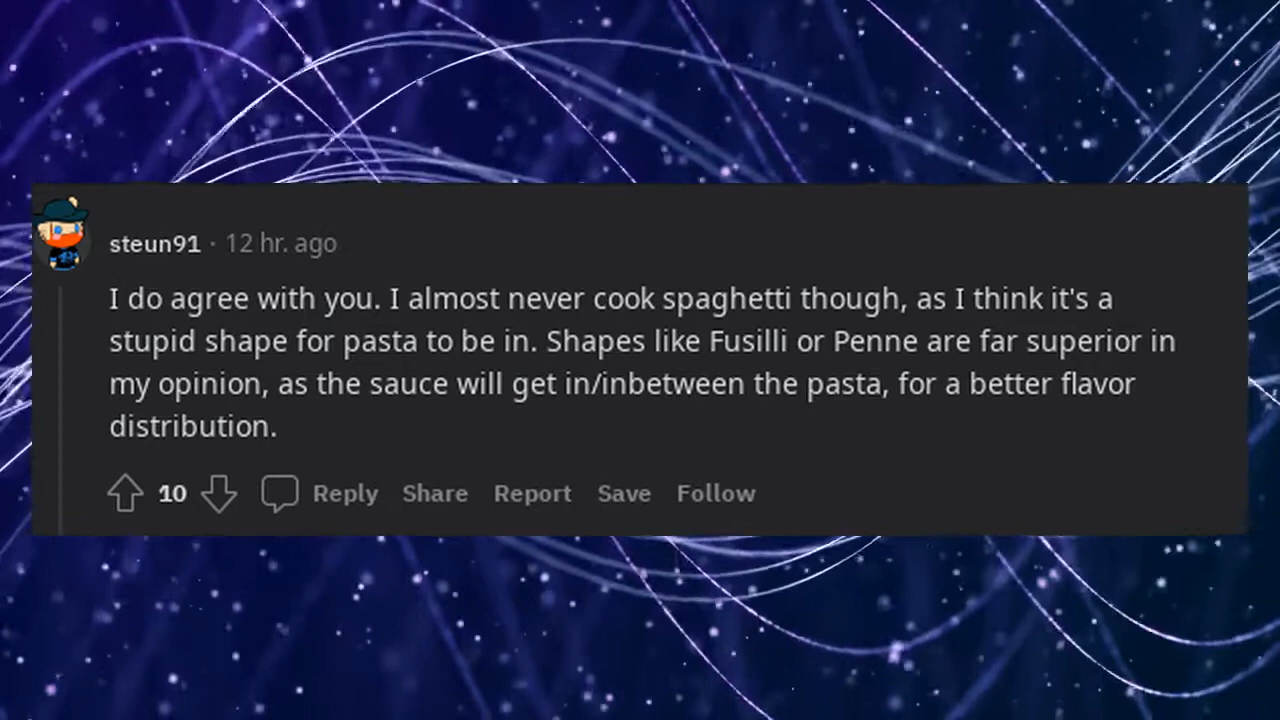 steun91 · 12 hr. ago
I do agree with you. I almost never cook spaghetti though, as I think it's a
stupid shape for pasta to be in. Shapes like Fusilli or Penne are far superior in
my opinion, as the sauce will get in/inbetween the pasta, for a better flavor
distribution.
10 Reply Share Report Save Follow